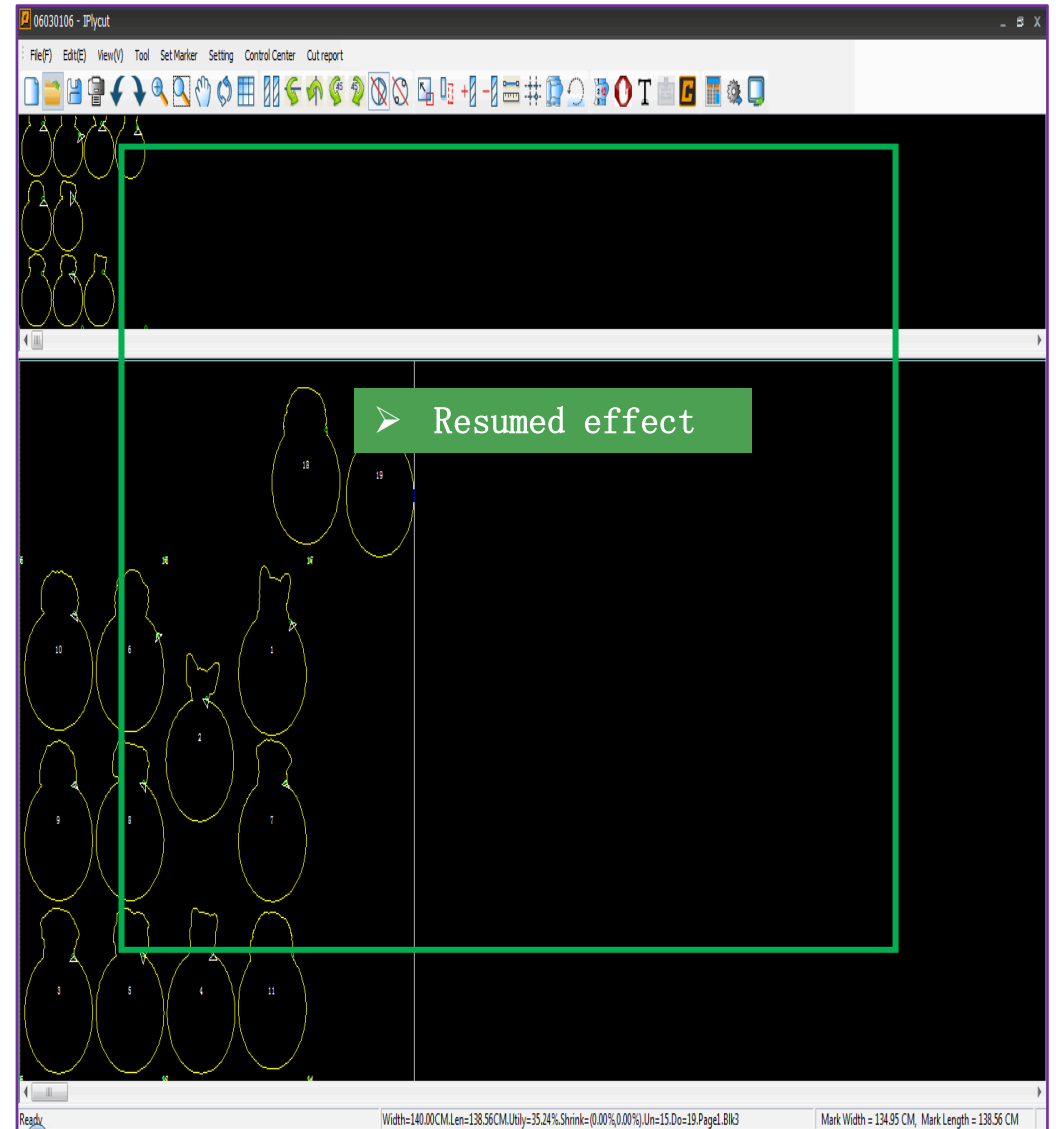 06030106 - IPlycut
File(F) Edit(E) View(V) Tool Set Marker Setting Control Center Cut report
45 45 T C
➢ Resumed effect
18
19
10
6
1
2
9
8
7
3
5
4
11
Ready
Width=140.00CM.Len=138.56CM.Utily=35.24%.Shrink=(0.00%,0.00%).Un=15.Do=19.Page1.Blk3
Mark Width = 134.95 CM, Mark Length = 138.56 CM